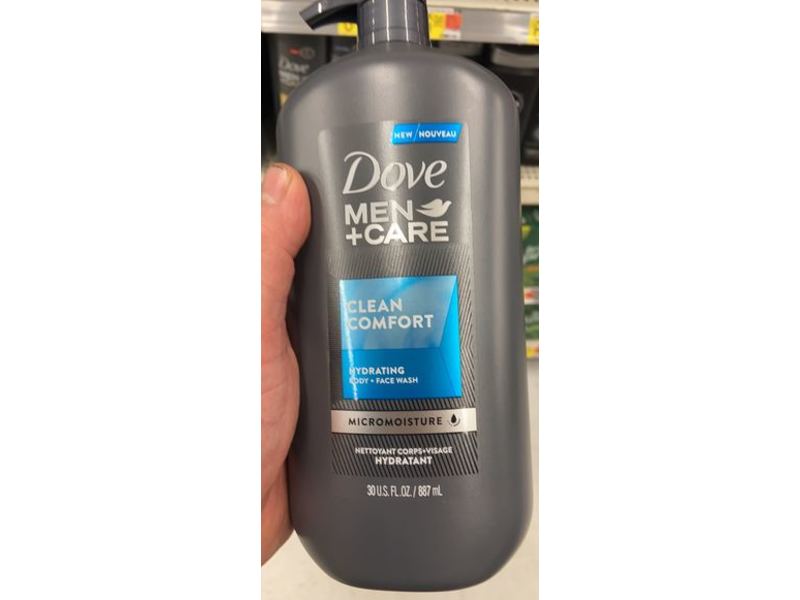 NEW / NOUVEAU
Dove
MEN
+CARE
CLEAN
COMFORT
HYDRATING
BODY + FACE WASH
MICROMOISTURE
NETTOYANT CORPS+VISAGE
HYDRATANT
30 U.S. FL. OZ. / 887 mL
Dove